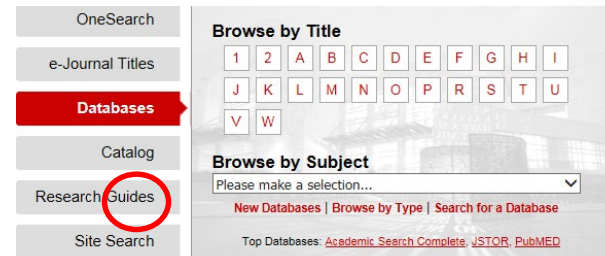 OneSearch
e-Journal Titles
Databases
Catalog
Research Guides
Site Search
Browse by Title
1 2 A B C D E F G H I
J K L M N O P R S T U
V W
Browse by Subject
Please make a selection...
New Databases | Browse by Type | Search for a Database
Top Databases: Academic Search Complete, JSTOR, PubMED